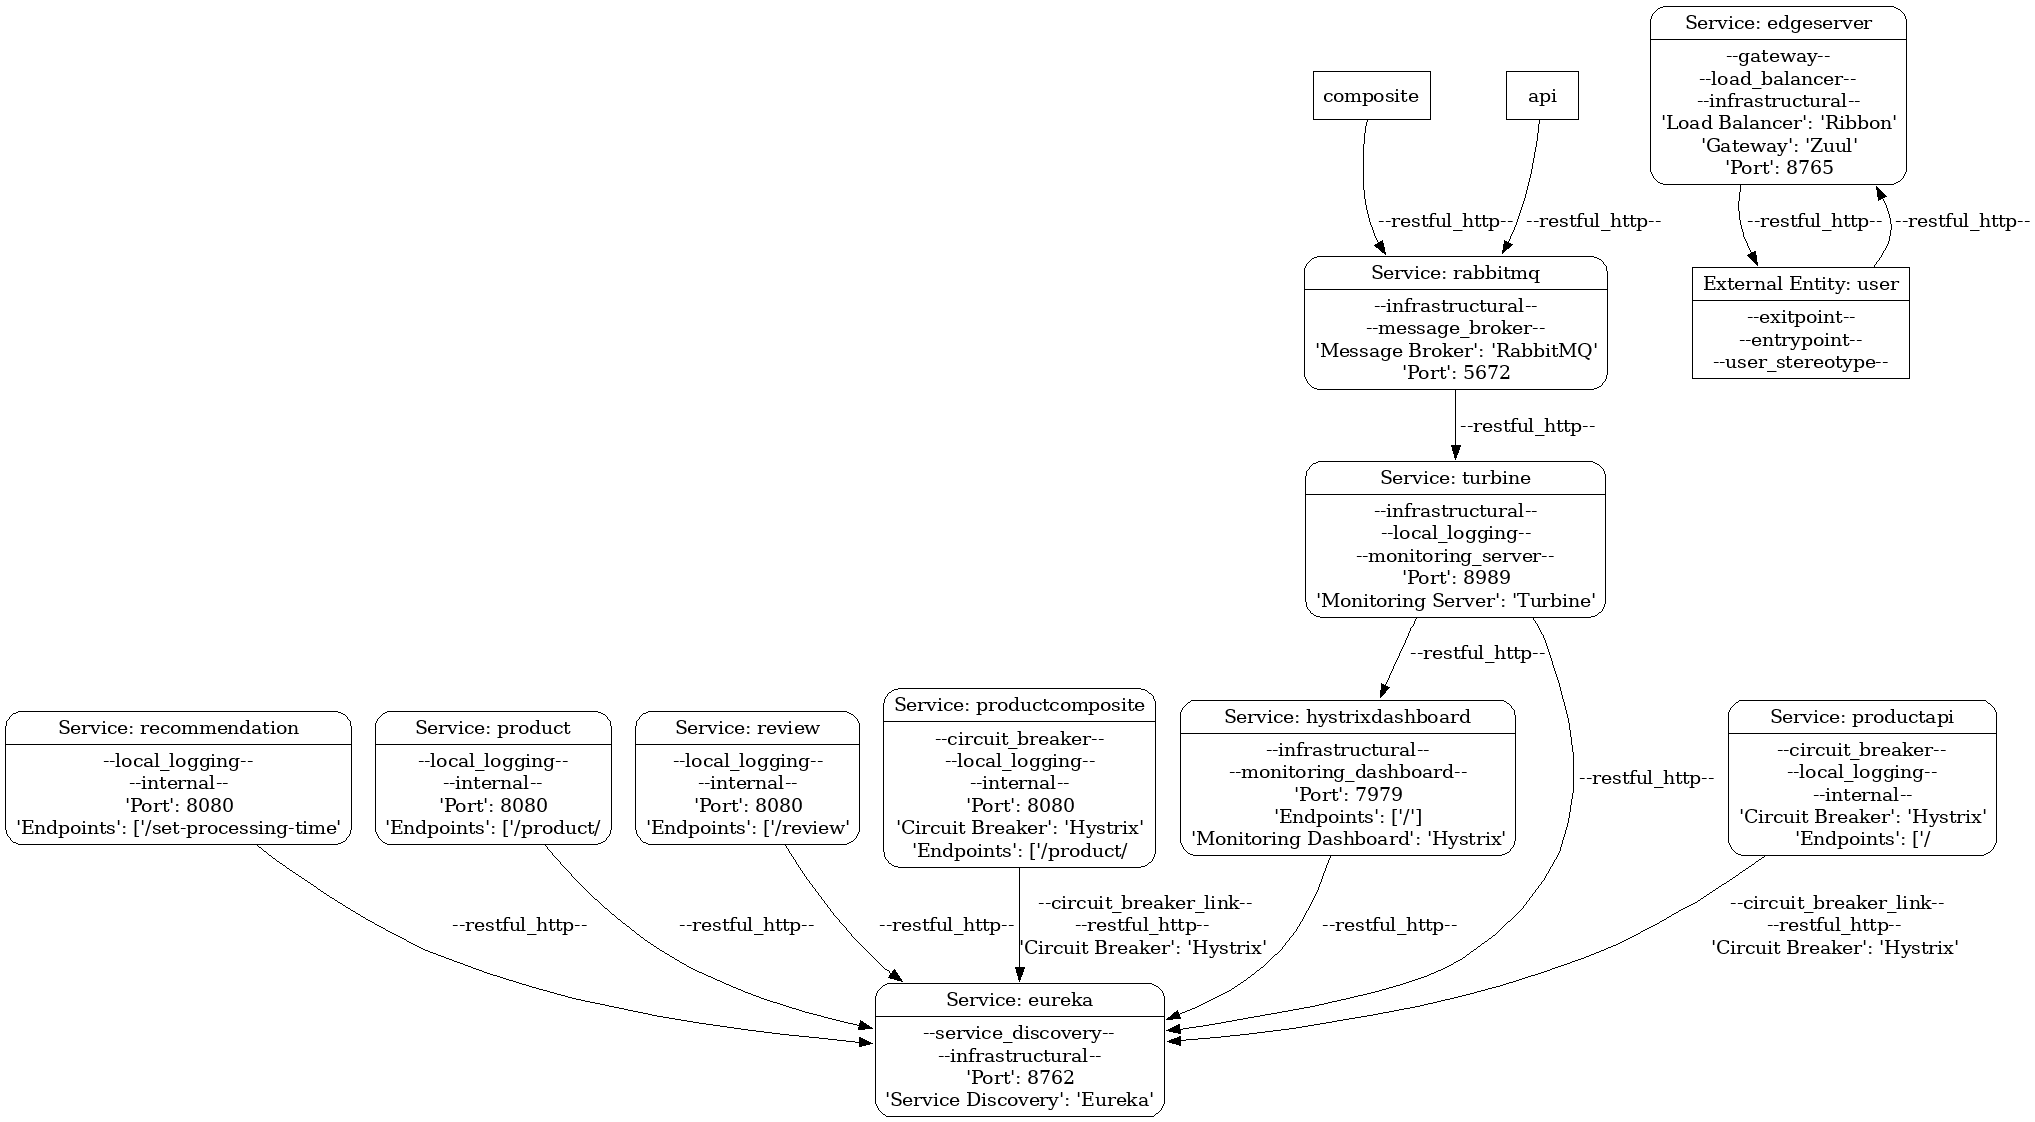 Service: edgeserver
--gateway--
--load_balancer--
--infrastructural--
'Load Balancer': 'Ribbon'
'Gateway': 'Zuul'
'Port': 8765
composite
api
--restful_http--
--restful_http--
--restful_http--
--restful_http--
Service: rabbitmq
--infrastructural--
--message_broker--
'Message Broker': 'RabbitMQ'
'Port': 5672
External Entity: user
--exitpoint--
--entrypoint--
--user_stereotype--
--restful_http--
Service: turbine
--infrastructural--
--local_logging--
--monitoring_server--
'Port': 8989
'Monitoring Server': 'Turbine'
--restful_http--
Service: recommendation
--local_logging--
--internal--
'Port': 8080
'Endpoints': ['/set-processing-time'
Service: product
--local_logging--
--internal--
'Port': 8080
'Endpoints': ['/product/
Service: review
--local_logging--
--internal--
'Port': 8080
'Endpoints': ['/review'
Service: productcomposite
--circuit_breaker--
--local_logging--
--internal--
'Port': 8080
'Circuit Breaker': 'Hystrix'
'Endpoints': ['/product/
Service: hystrixdashboard
--infrastructural--
--monitoring_dashboard--
'Port': 7979
'Endpoints': ['/']
'Monitoring Dashboard': 'Hystrix'
--restful_http--
Service: productapi
--circuit_breaker--
--local_logging--
--internal--
'Circuit Breaker': 'Hystrix'
'Endpoints': ['/
--restful_http--
--restful_http--
--restful_http--
--circuit_breaker_link--
--restful_http--
'Circuit Breaker': 'Hystrix'
--restful_http--
--circuit_breaker_link--
--restful_http--
'Circuit Breaker': 'Hystrix'
Service: eureka
--service_discovery--
--infrastructural--
'Port': 8762
'Service Discovery': 'Eureka'